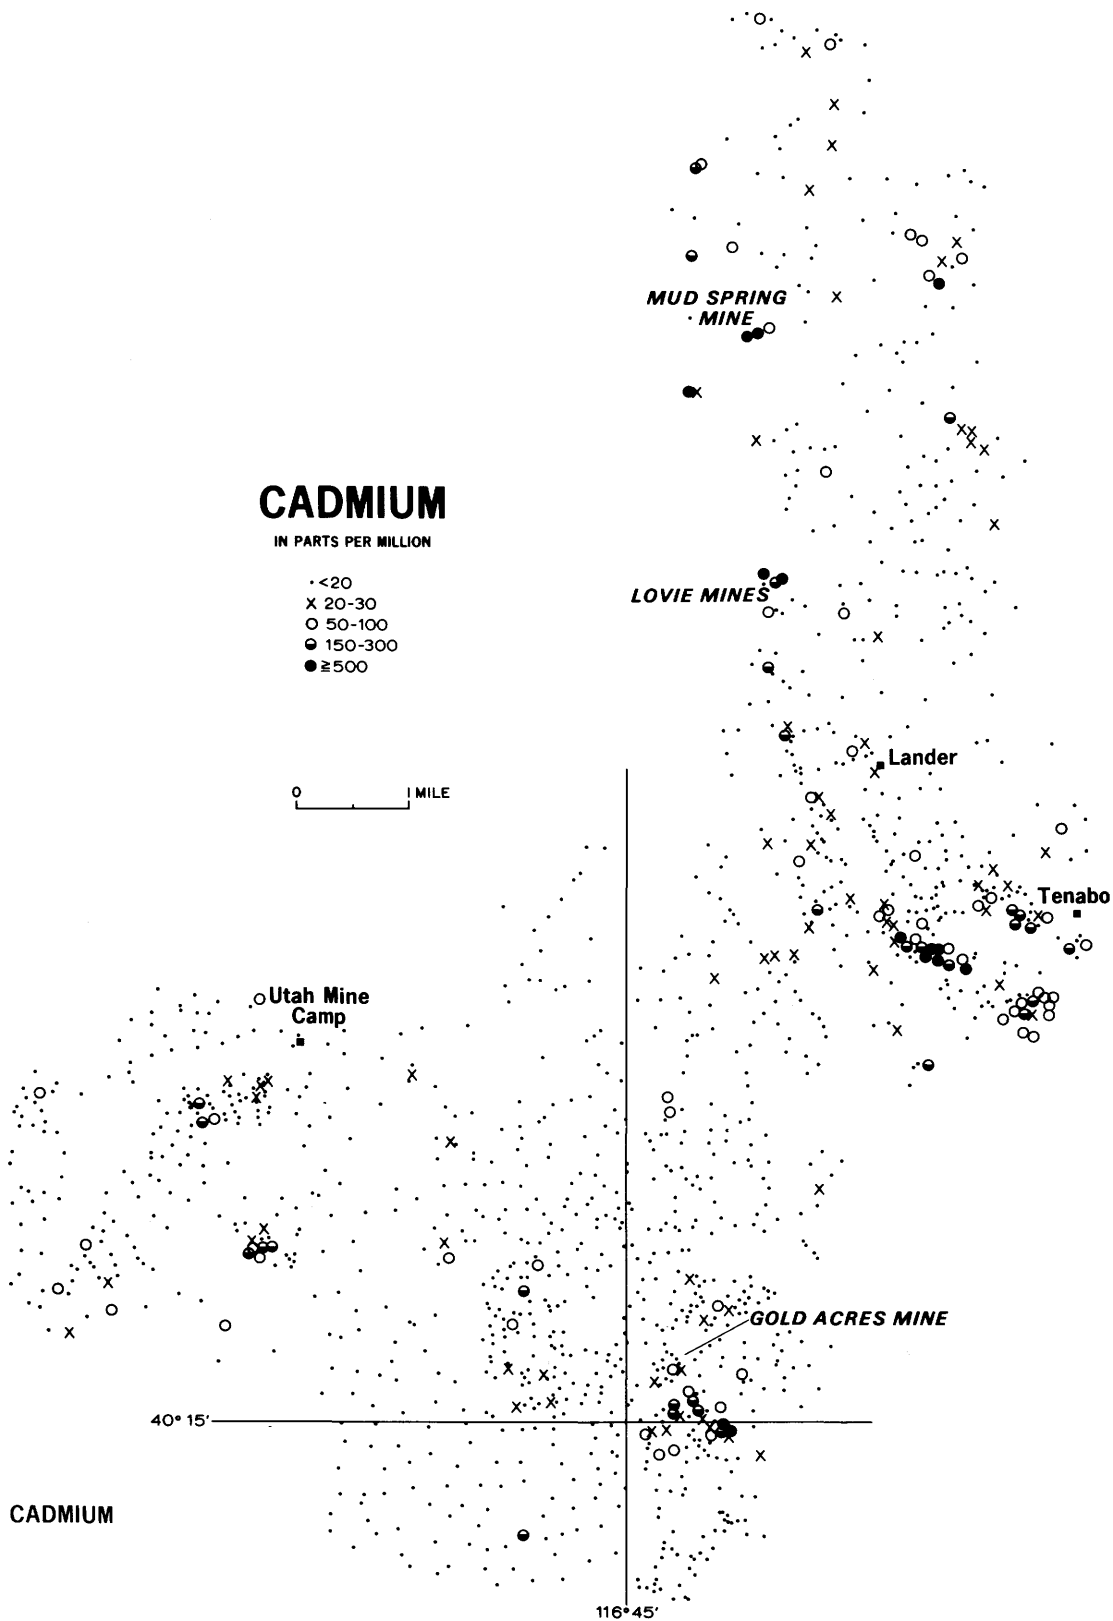 MUD SPRING
MINE
CADMIUM
IN PARTS PER MILLION
<20
x 20-30
50-100
150-300
≧500
LOVIE MINES
Lander
0 1 MILE
Tenabo
Utah Mine
Camp
GOLD ACRES MINE
40° 15'
CADMIUM
116° 45'